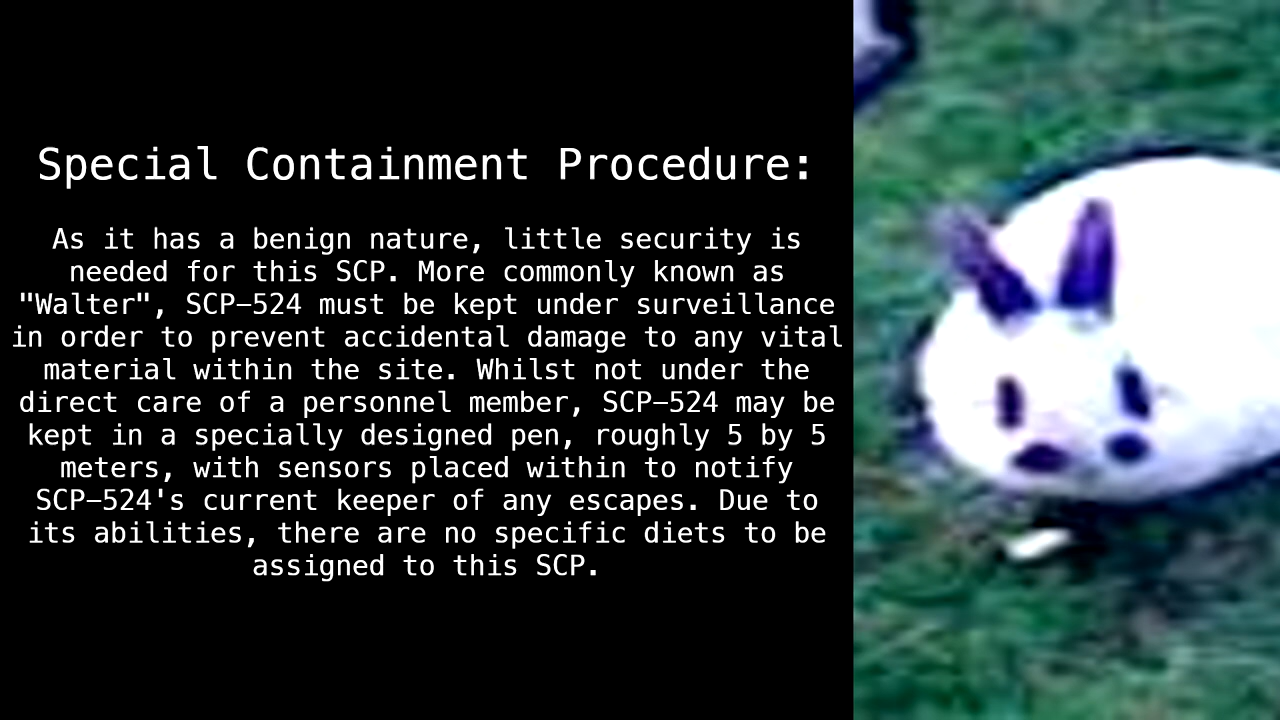 Special Containment Procedure:
As it has a benign nature, little security is
needed for this SCP. More commonly known as
"Walter", SCP–524 must be kept under surveillance
in order to prevent accidental damage to any vital
material within the site. Whilst not under the
direct care of a personnel member, SCP–524 may be
kept in a specially designed pen, roughly 5 by 5
meters, with sensors placed within to notify
SCP–524's current keeper of any escapes. Due to
its abilities, there are no specific diets to be
assigned to this SCP.